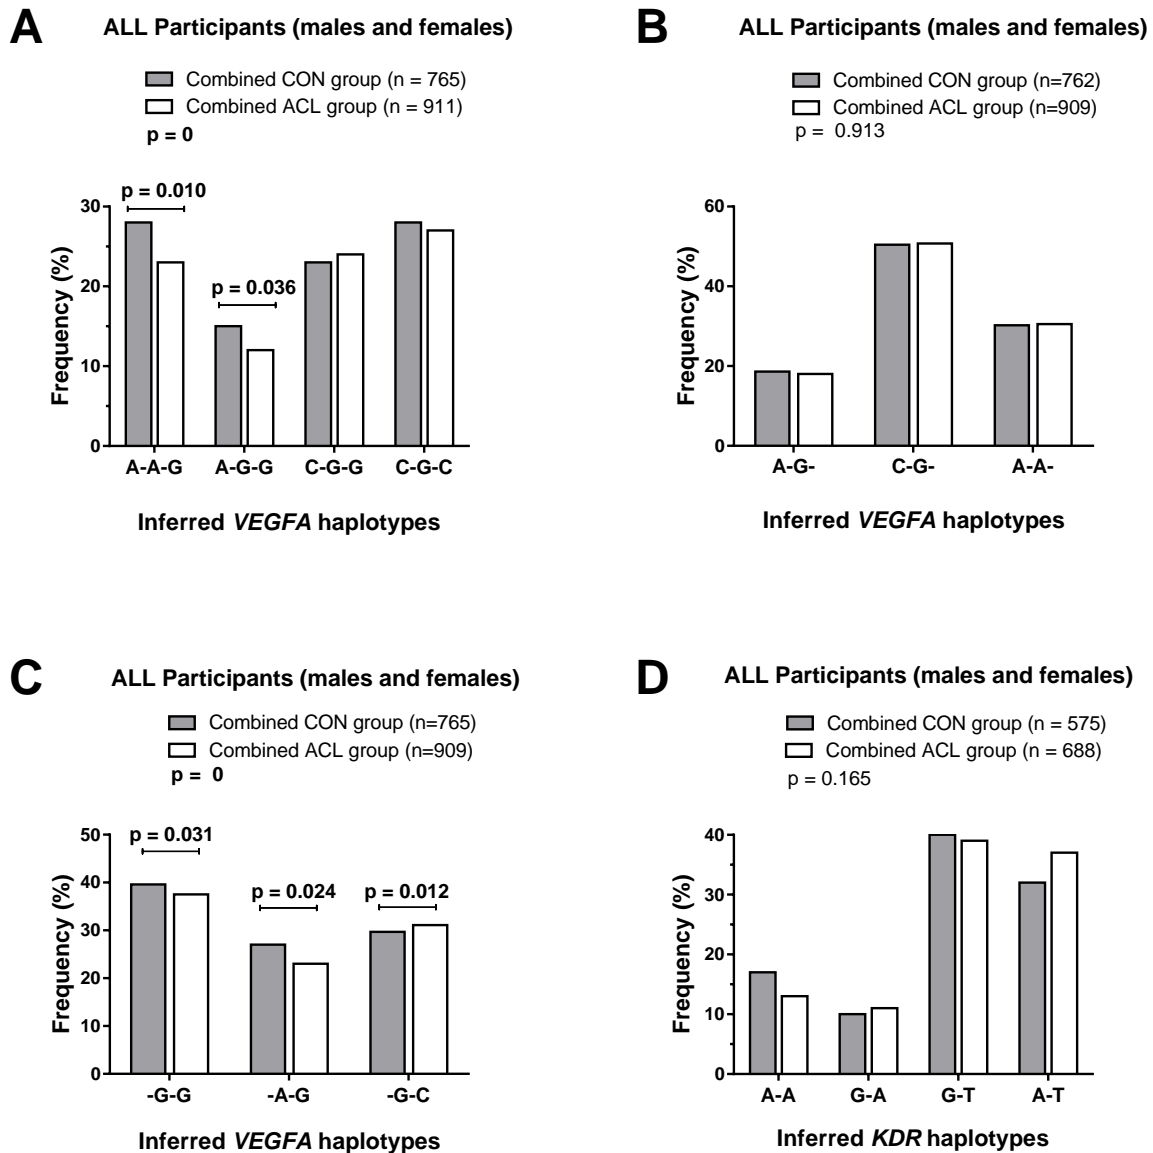 A
ALL Participants (males and females)
Combined CON group (n = 765)
Combined ACL group (n = 911)
p = 0
p = 0.010
p = 0.036
Frequency (%)
30
20
10
0
A-A-G A-G-G C-G-G C-G-C
Inferred VEGFA haplotypes
B
ALL Participants (males and females)
Combined CON group (n=762)
Combined ACL group (n=909)
p = 0.913
Frequency (%)
60
40
20
0
A-G- C-G- A-A-
Inferred VEGFA haplotypes
C
ALL Participants (males and females)
Combined CON group (n=765)
Combined ACL group (n=909)
p = 0
p = 0.031
p = 0.024
p = 0.012
Frequency (%)
50
40
30
20
10
0
-G-G -A-G -G-C
Inferred VEGFA haplotypes
D
ALL Participants (males and females)
Combined CON group (n = 575)
Combined ACL group (n = 688)
p = 0.165
Frequency (%)
40
30
20
10
0
A-A G-A G-T A-T
Inferred KDR haplotypes